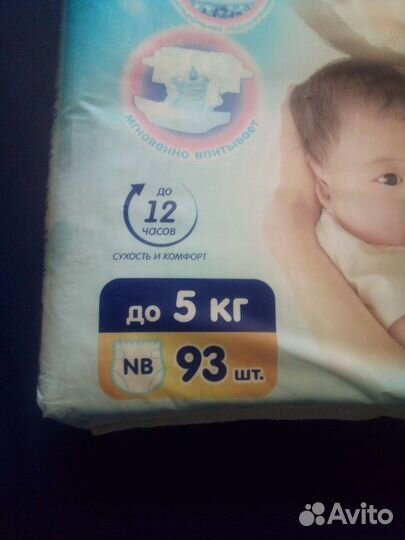 мгновенно впитывает
до
12
часов
сухость и комфорт
до 5 кг
NB 93 шт.
Avito